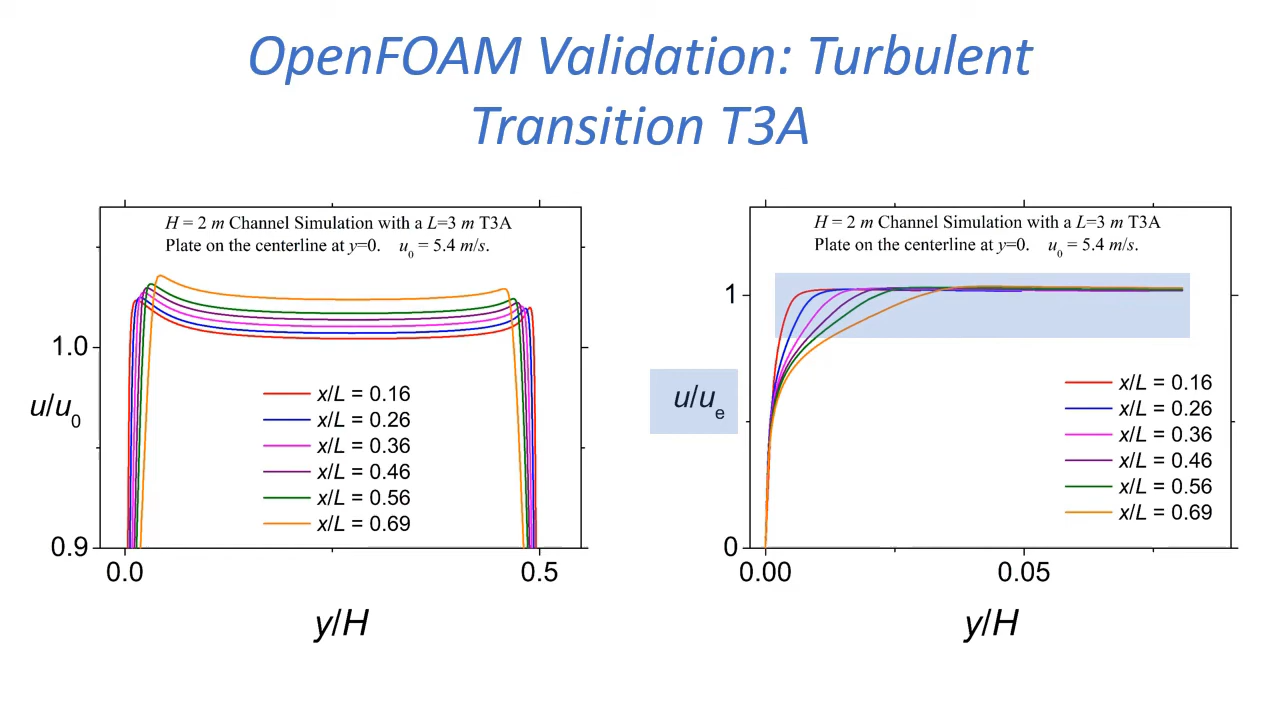 OpenFOAM Validation: Turbulent
Transition T3A
H = 2 m Channel Simulation with a L=3 m T3A
Plate on the centerline at y=0. u0 = 5.4 m/s.
1.0
0.9
u/u0
x/L = 0.16
x/L = 0.26
x/L = 0.36
x/L = 0.46
x/L = 0.56
x/L = 0.69
0.0
0.5
y/H
H = 2 m Channel Simulation with a L=3 m T3A
Plate on the centerline at y=0. u0 = 5.4 m/s.
1
0
u/ue
x/L = 0.16
x/L = 0.26
x/L = 0.36
x/L = 0.46
x/L = 0.56
x/L = 0.69
0.00
0.05
y/H